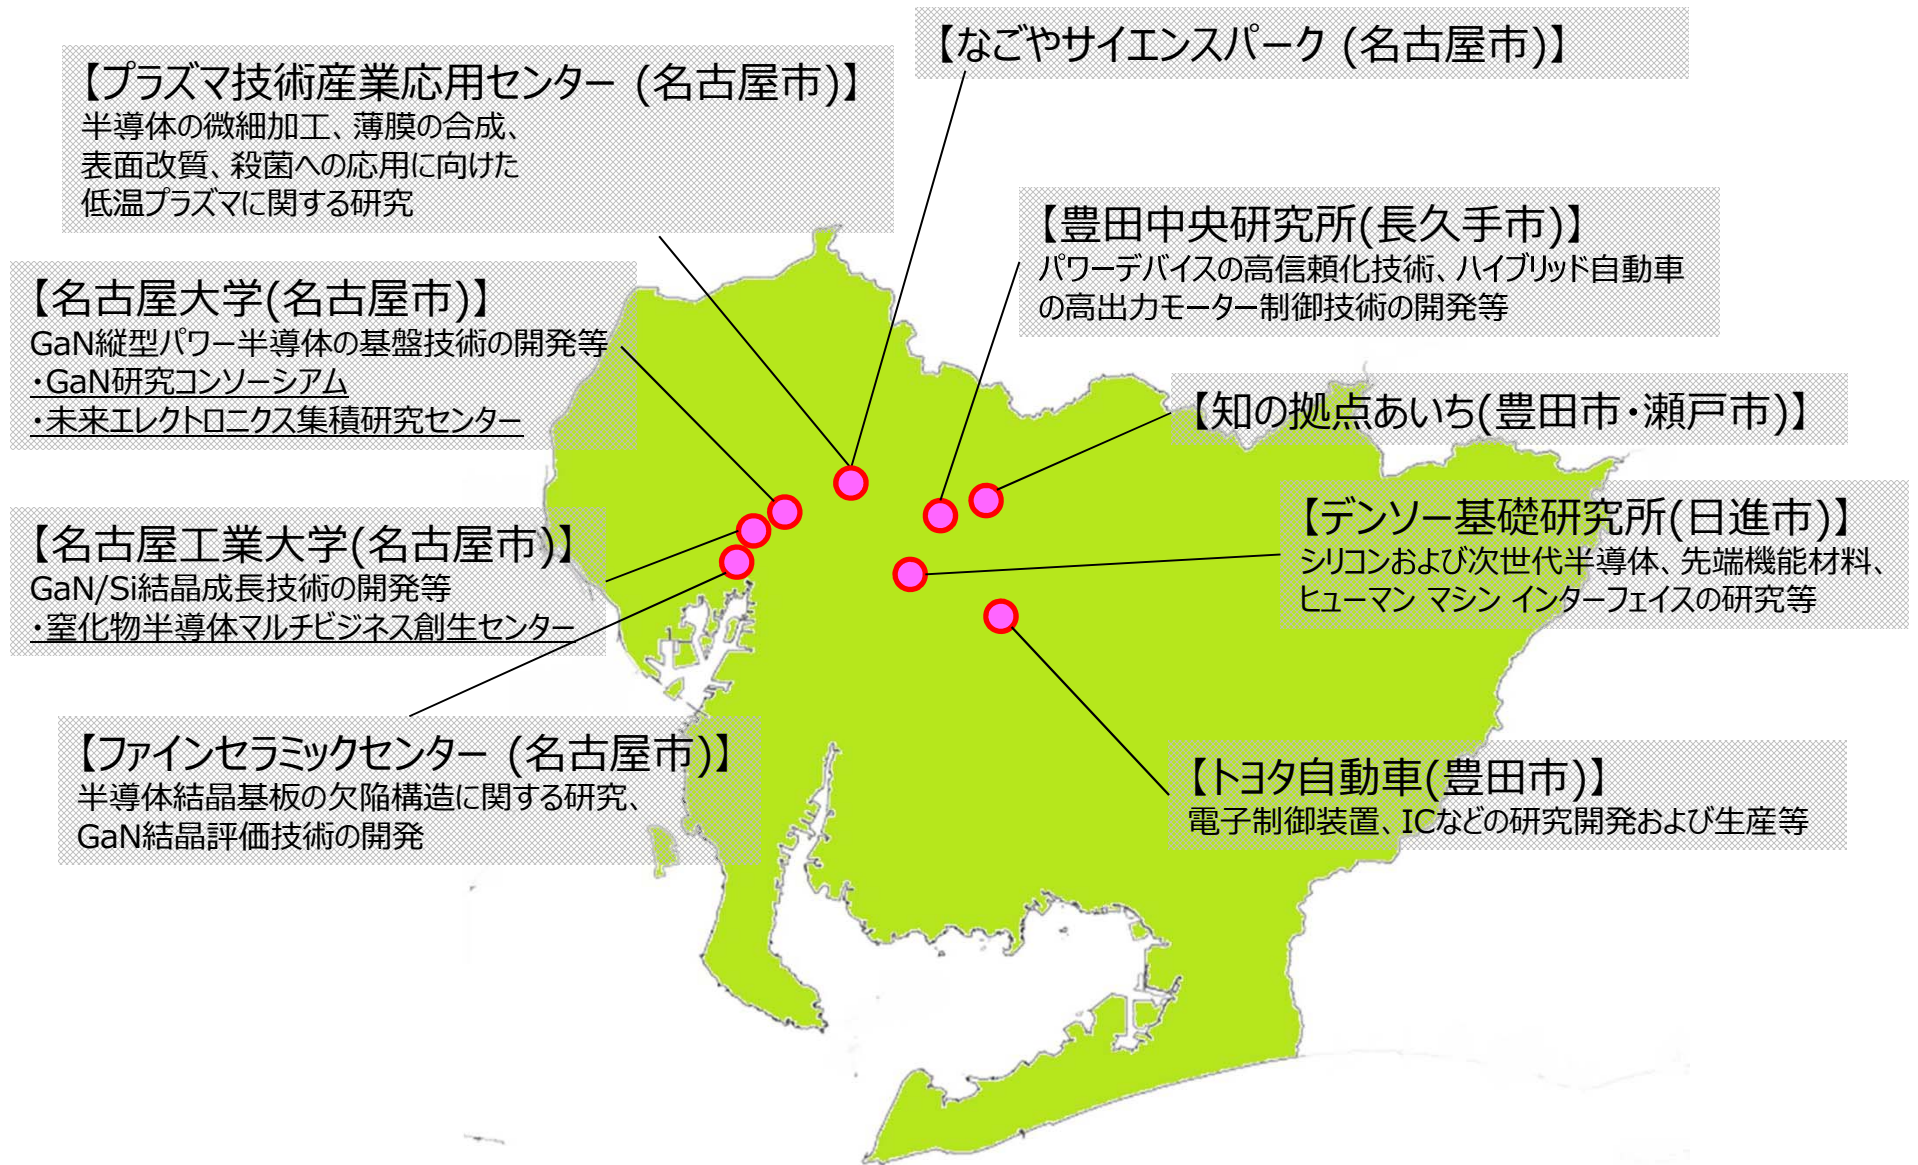 【なごやサイエンスパーク (名古屋市)】
【プラズマ技術産業応用センター (名古屋市)】
半導体の微細加工、薄膜の合成、
表面改質、殺菌への応用に向けた
低温プラズマに関する研究
【豊田中央研究所(長久手市)】
パワーデバイスの高信頼化技術、ハイブリッド自動車
の高出力モーター制御技術の開発等
【名古屋大学(名古屋市)】
GaN縦型パワー半導体の基盤技術の開発等
・GaN研究コンソーシアム
・未来エレクトロニクス集積研究センター
【知の拠点あいち(豊田市・瀬戸市)】
【デンソー基礎研究所(日進市)】
シリコンおよび次世代半導体、先端機能材料、
ヒューマン マシン インターフェイスの研究等
【名古屋工業大学(名古屋市)】
GaN/Si結晶成長技術の開発等
・窒化物半導体マルチビジネス創生センター
【ファインセラミックセンター (名古屋市)】
半導体結晶基板の欠陥構造に関する研究、
GaN結晶評価技術の開発
【トヨタ自動車(豊田市)】
電子制御装置、ICなどの研究開発および生産等